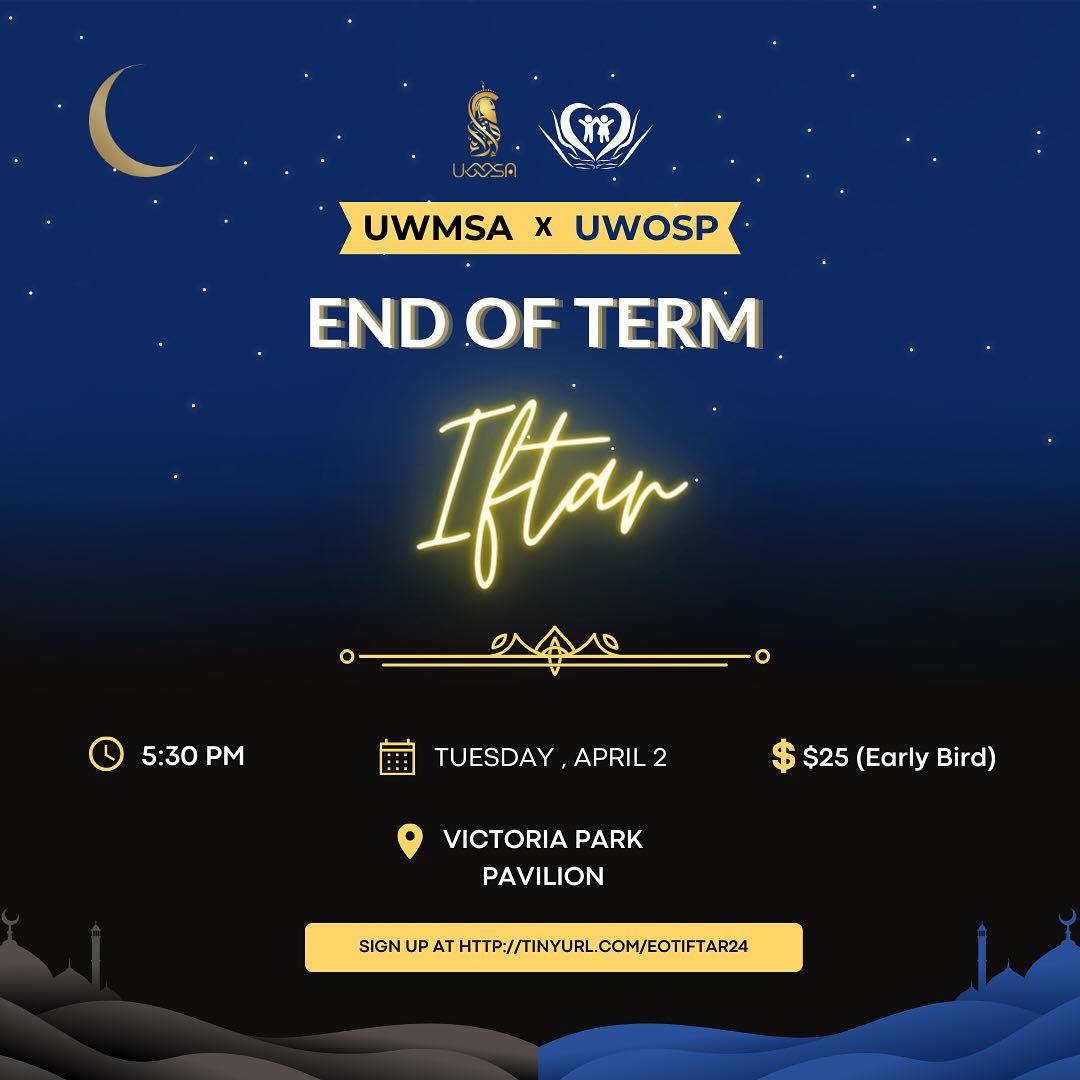 UWMSA
UWMSA X UWOSP
END OF TERM
Iftar
5:30 PM
TUESDAY , APRIL 2
$ $25 (Early Bird)
VICTORIA PARK
PAVILION
SIGN UP AT HTTP://TINYURL.COM/EOTIFTAR24